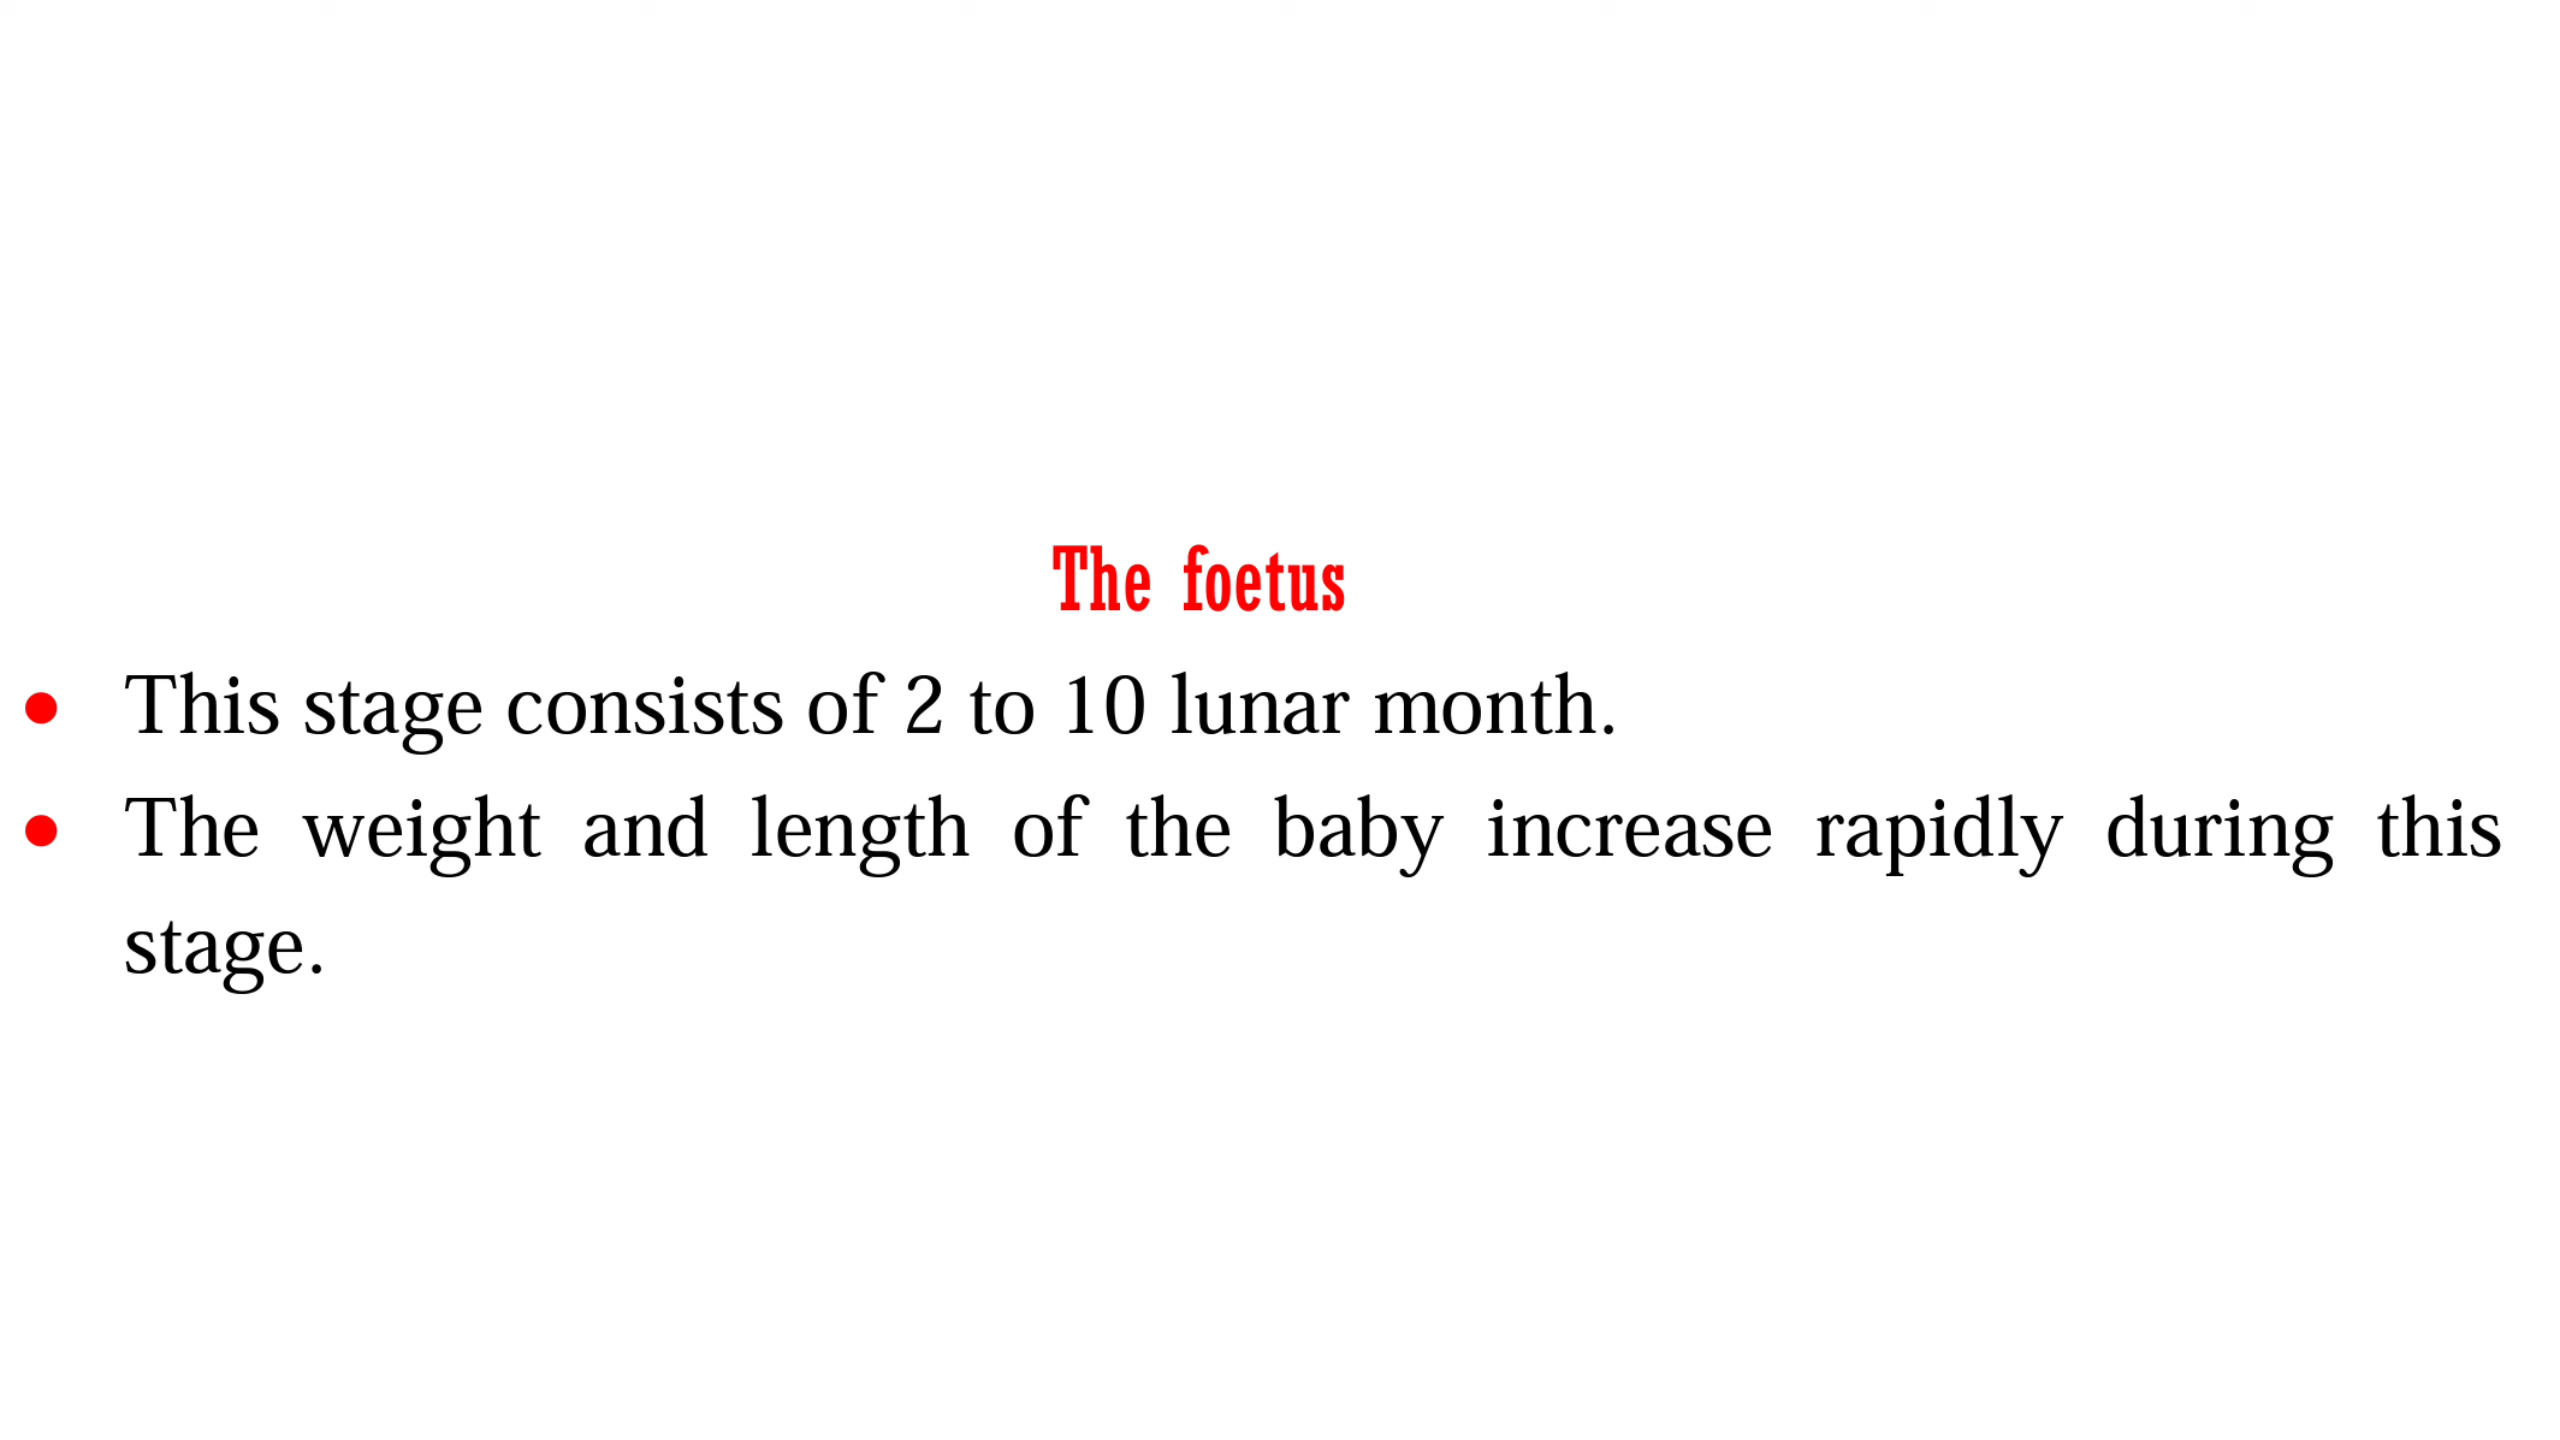 The foetus
• This stage consists of 2 to 10 lunar month.
• The weight and length of the baby increase rapidly during this
stage.